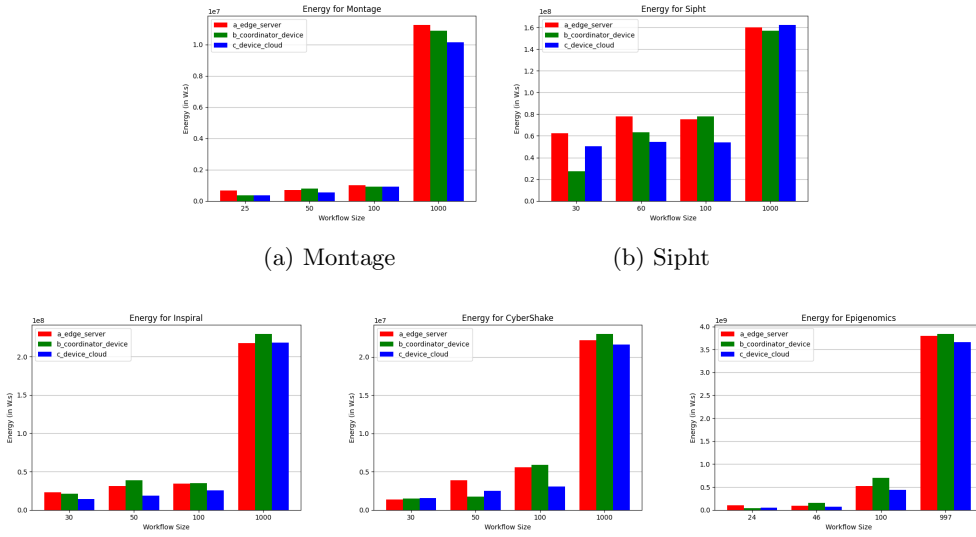 Energy for Montage
1e7
a_edge_server
b_coordinator_device
c_device_cloud
Energy (in W.s)
1.0
0.8
0.6
0.4
0.2
0.0
25
50
100
1000
Workflow Size
(a) Montage
Energy for Sipht
1e8
a_edge_server
b_coordinator_device
c_device_cloud
Energy (in W.s)
1.6
1.4
1.2
1.0
0.8
0.6
0.4
0.2
0.0
30
60
100
1000
Workflow Size
(b) Sipht
Energy for Inspiral
1e8
a_edge_server
b_coordinator_device
c_device_cloud
Energy (in W.s)
2.0
1.5
1.0
0.5
0.0
30
50
100
1000
Workflow Size
Energy for CyberShake
1e7
a_edge_server
b_coordinator_device
c_device_cloud
Energy (in W.s)
2.0
1.5
1.0
0.5
0.0
30
50
100
1000
Workflow Size
Energy for Epigenomics
1e9
a_edge_server
b_coordinator_device
c_device_cloud
Energy (in W.s)
4.0
3.5
3.0
2.5
2.0
1.5
1.0
0.5
0.0
24
46
100
997
Workflow Size